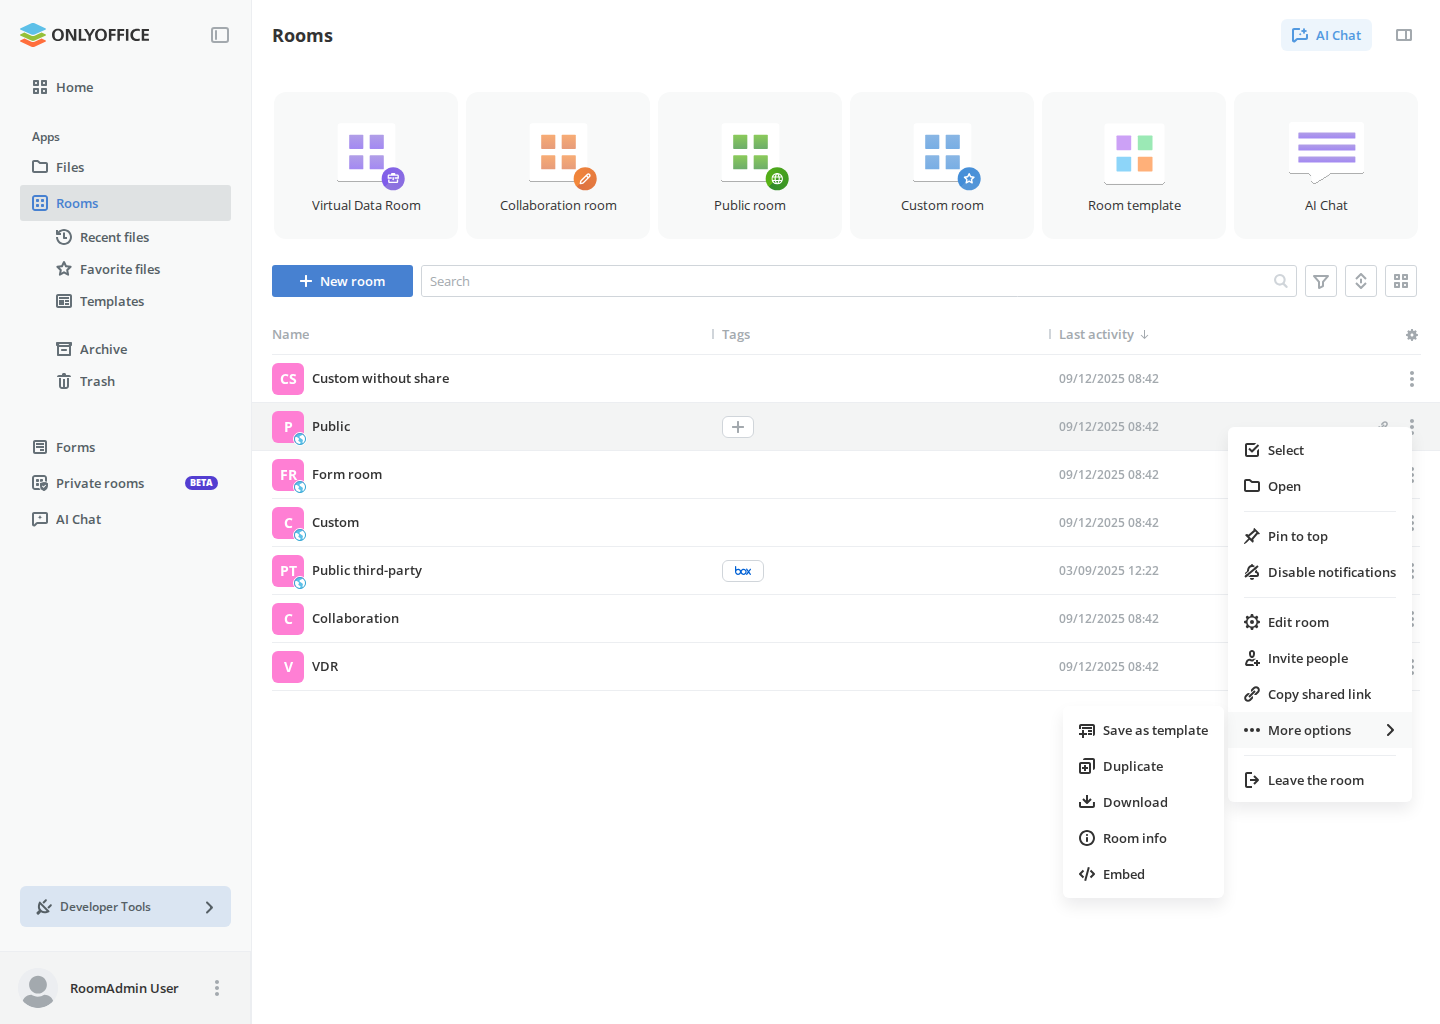 ONLYOFFICE
Home
Apps
Files
Rooms
Recent files
Favorite files
Templates
Archive
Trash
Forms
Private rooms BETA
AI Chat
Developer Tools
RoomAdmin User
Rooms
AI Chat
Virtual Data Room
Collaboration room
Public room
Custom room
Room template
AI Chat
New room
Search
Name Tags Last activity
CS Custom without share 09/12/2025 08:42
P Public 09/12/2025 08:42
FR Form room 09/12/2025 08:42
C Custom 09/12/2025 08:42
PT Public third-party box 03/09/2025 12:22
C Collaboration 09/12/2025 08:42
V VDR 09/12/2025 08:42
Select
Open
Pin to top
Disable notifications
Edit room
Invite people
Copy shared link
More options
Leave the room
Save as template
Duplicate
Download
Room info
Embed